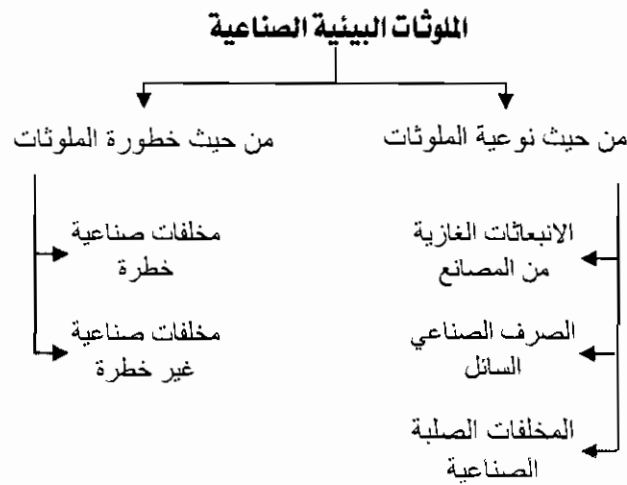 الملوثات البيئية الصناعية
من حيث نوعية الملوثات
الانبعاثات الغازية
من المصانع
الصرف الصناعي
السائل
المخلفات الصلبة
الصناعية
من حيث خطورة الملوثات
مخلفات صناعية
خطرة
مخلفات صناعية
غير خطرة